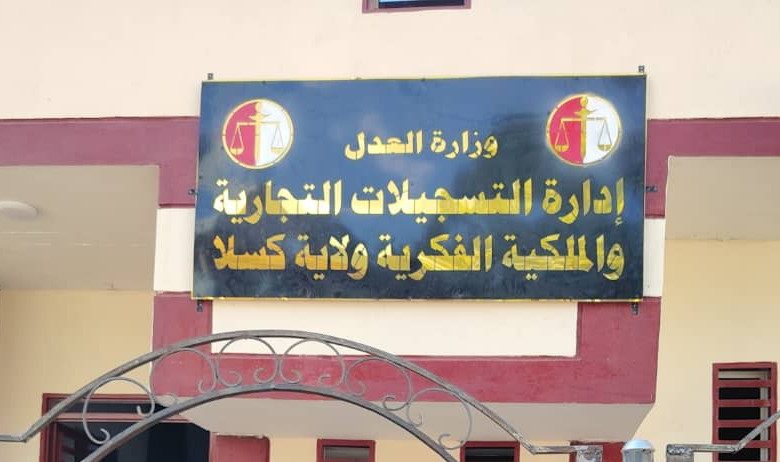 وزارة العدل
إدارة التسجيلات التجارية
والملكية الفكرية ولاية كسلا